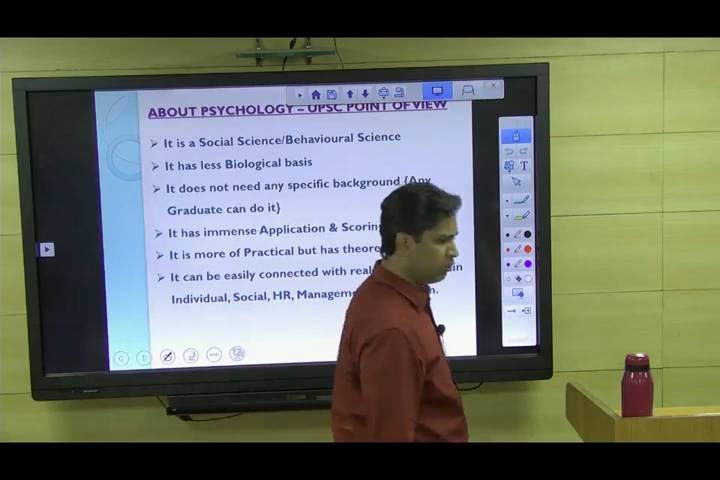 ABOUT PSYCHOLOGY – UPSC POINT OF VIEW
➢ It is a Social Science/Behavioural Science
➢ It has less Biological basis
➢ It does not need any specific background {Any
Graduate can do it}
➢ It has immense Application & Scoring
➢ It is more of Practical but has theore
➢ It can be easily connected with real in
Individual, Social, HR, Manageme
T